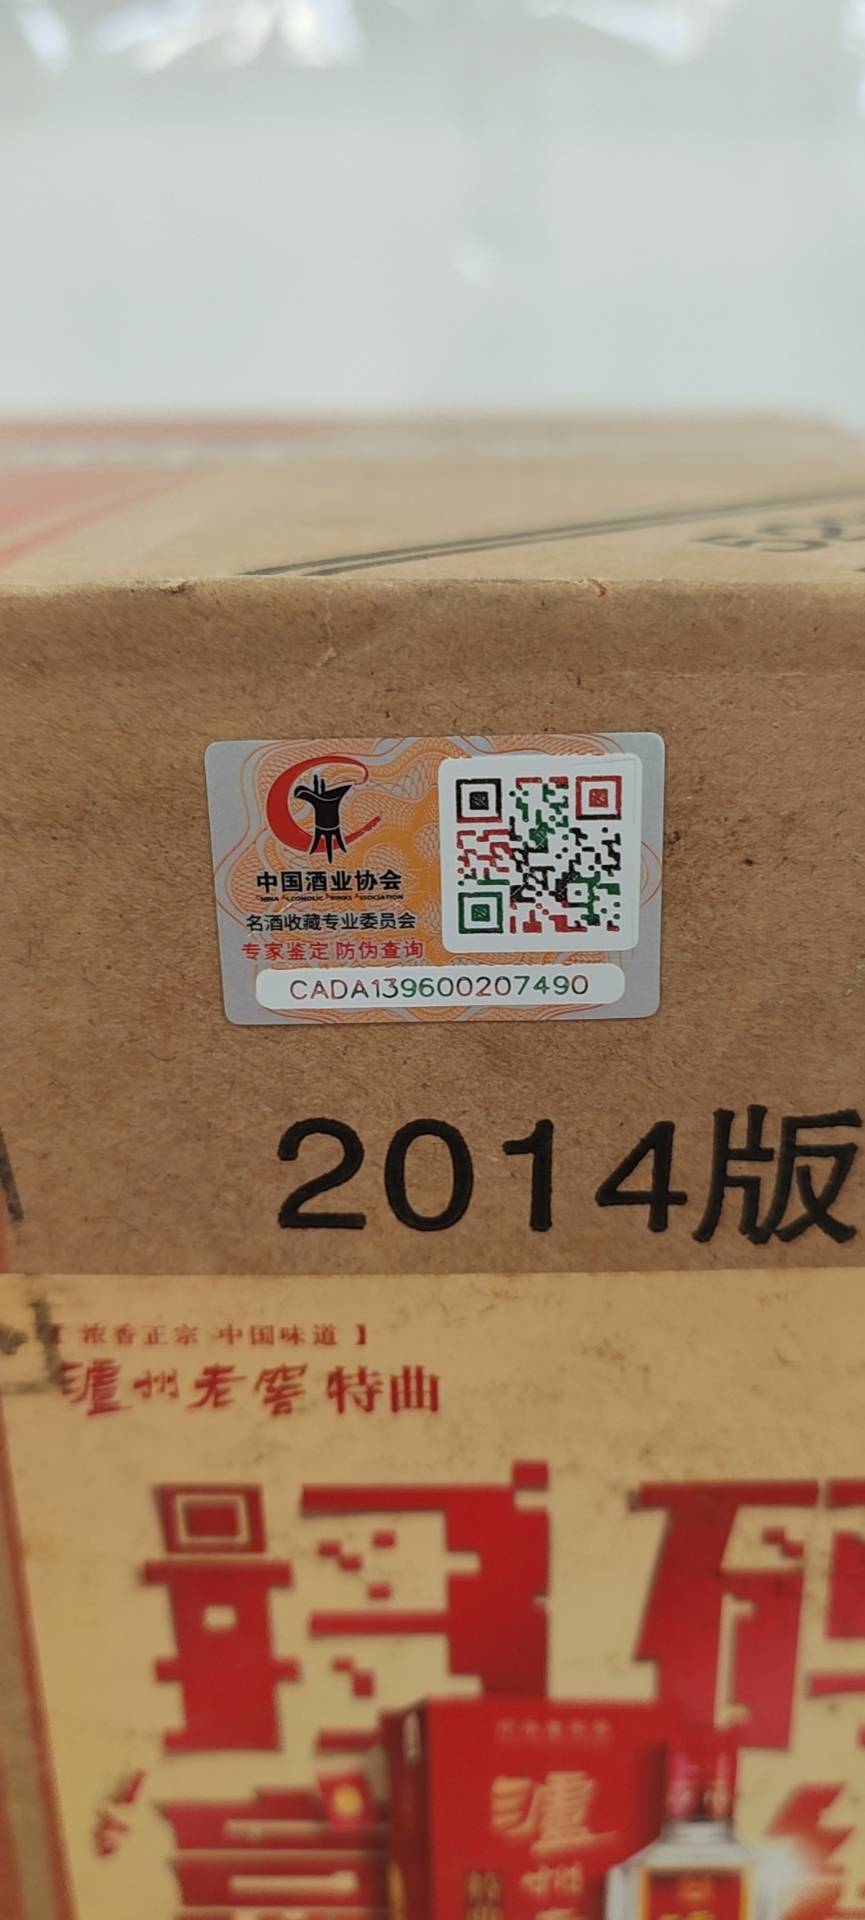 中国酒业协会
CHINA ALCOHOLIC DRINKS ASSOCIATION
名酒收藏专业委员会
专家鉴定 防伪查询
CADA139600207490
2014版
【浓香正宗 中国味道】
泸州老窖 特曲
泸州